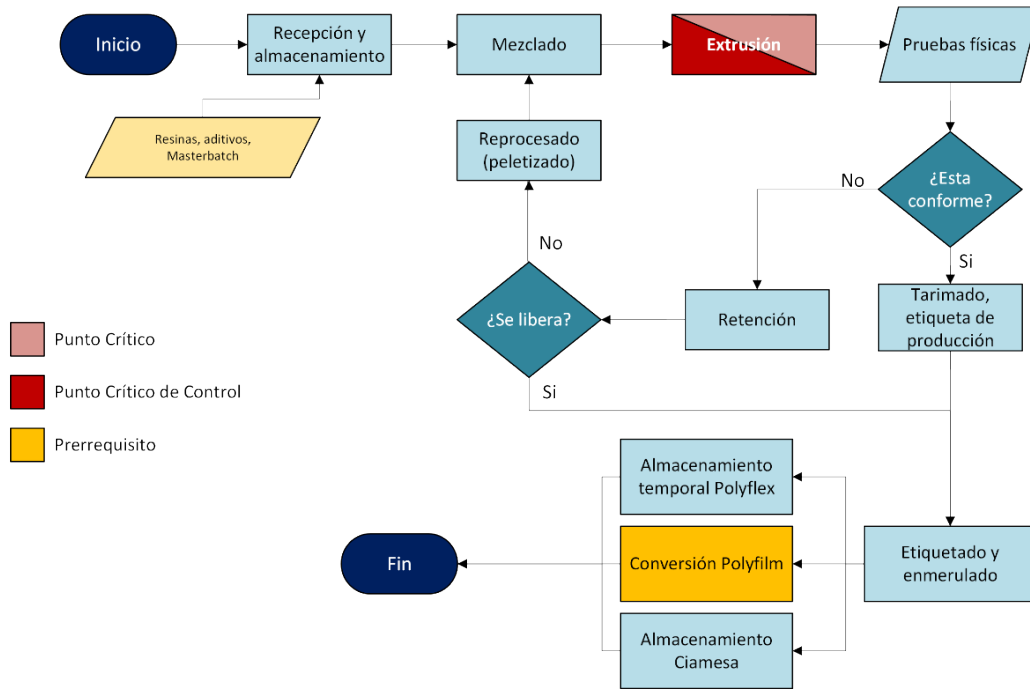 Inicio
Recepción y
almacenamiento
Mezclado
Extrusión
Pruebas físicas
Resinas, aditivos,
Masterbatch
Reprocesado
(peletizado)
¿Esta
conforme?
No
Si
No
¿Se libera?
Si
Retención
Tarimado,
etiqueta de
producción
Punto Crítico
Punto Crítico de Control
Prerrequisito
Almacenamiento
temporal Polyflex
Fin
Conversión Polyfilm
Etiquetado y
enmerulado
Almacenamiento
Ciamesa